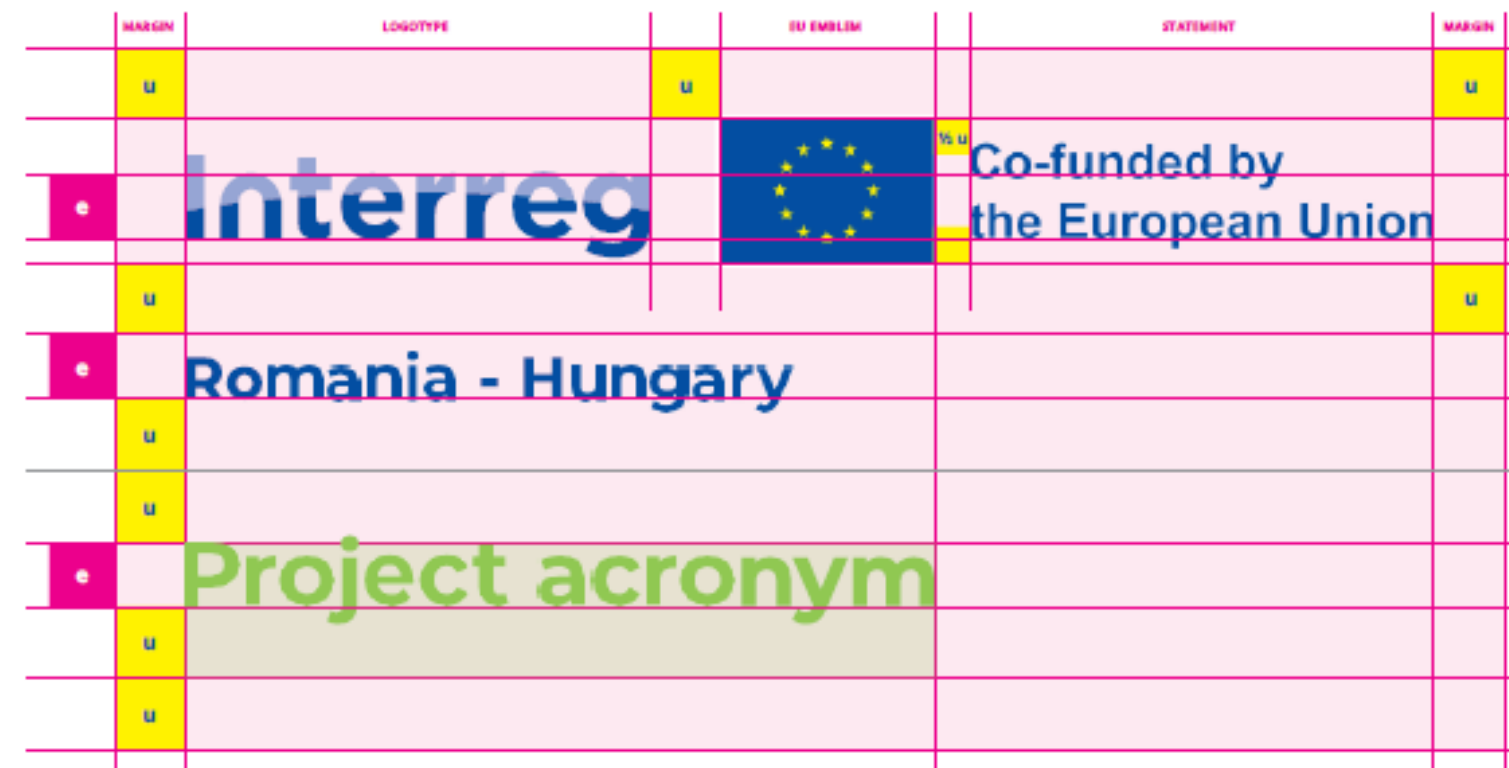 MARGIN LOGOTYPE EU EMBLEM STATEMENT MARGIN
u u u
½ u
Interreg Co-funded by
the European Union
e
u u
e
Romania - Hungary
u
u
e
Project acronym
u
u